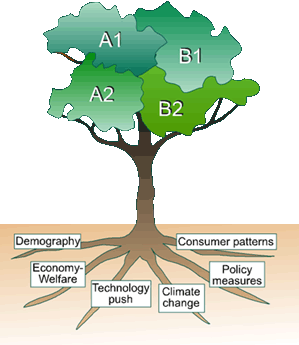 A1
B1
A2
B2
Demography
Consumer patterns
Economy-
Welfare
Policy
measures
Technology
push
Climate
change